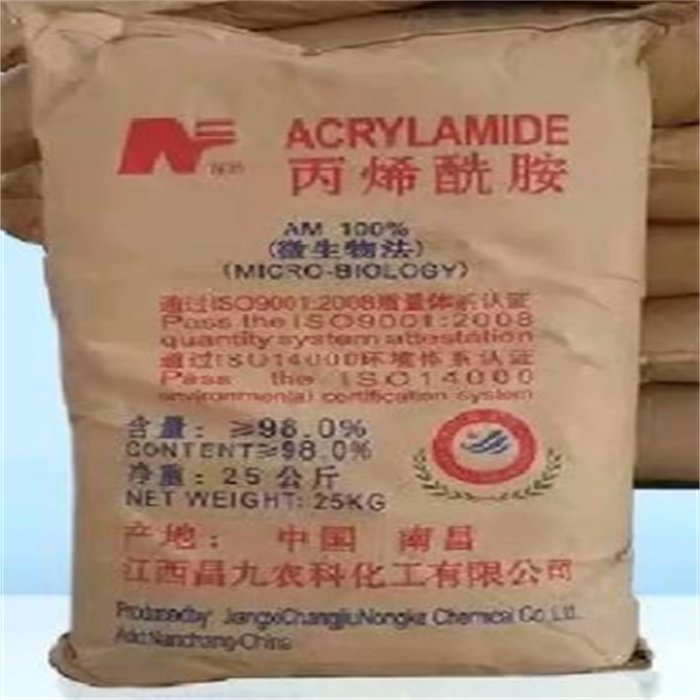 ACRYLAMIDE
丙烯酰胺
AM 100%
(微生物法)
(MICRO-BIOLOGY)
通过ISO9001:2008质量体系认证
Pass the ISO9001:2008
quantity system attestation
通过ISO14000环境体系认证
Pass the ISO14000
environmental certification system
含量: ≥98.0%
CONTENT≥98.0%
净重: 25公斤
NET WEIGHT: 25KG
产地: 中国 南昌
江西昌九农科化工有限公司
Produced by: JiangxiChangjiuNongke Chemical Co.,Ltd.
Add:Nanchang-China